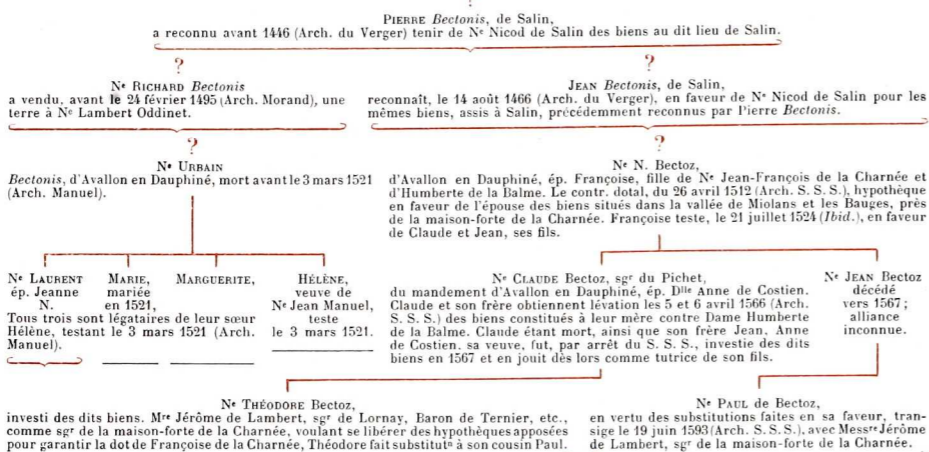 ?
PIERRE Bectonis, de Salin,
a reconnu avant 1446 (Arch. du Verger) tenir de Ne Nicod de Salin des biens au dit lieu de Salin.
?
Ne RICHARD Bectonis
a vendu, avant le 24 février 1495 (Arch. Morand), une
terre à Ne Lambert Oddinet.
?
JEAN Bectonis, de Salin,
reconnaît, le 14 août 1466 (Arch. du Verger), en faveur de Ne Nicod de Salin pour les
mêmes biens, assis à Salin, précédemment reconnus par Pierre Bectonis.
?
Ne URBAIN
Bectonis, d'Avallon en Dauphiné, mort avant le 3 mars 1521
(Arch. Manuel).
?
Ne N. Bectoz,
d'Avallon en Dauphiné, ép. Françoise, fille de Ne Jean-François de la Charnée et
d'Humberte de la Balme. Le contr. dotal, du 26 avril 1512 (Arch. S. S. S.), hypothèque
en faveur de l'épouse des biens situés dans la vallée de Miolans et les Bauges, près
de la maison-forte de la Charnée. Françoise teste, le 21 juillet 1524 (Ibid.), en faveur
de Claude et Jean, ses fils.
Ne LAURENT
ép. Jeanne
N.
MARIE,
mariée
en 1521,
MARGUERITE,
Tous trois sont légataires de leur sœur
Hélène, testant le 3 mars 1521 (Arch.
Manuel).
HÉLÈNE,
veuve de
Ne Jean Manuel,
teste
le 3 mars 1521.
Ne CLAUDE Bectoz, sgr du Pichet,
du mandement d'Avallon en Dauphiné, ép. Dlle Anne de Costien.
Claude et son frère obtiennent lévation les 5 et 6 avril 1566 (Arch.
S. S. S.) des biens constitués à leur mère contre Dame Humberte
de la Balme. Claude étant mort, ainsi que son frère Jean, Anne
de Costien, sa veuve, fut, par arrêt du S. S. S., investie des dits
biens en 1567 et en jouit dès lors comme tutrice de son fils.
Ne JEAN Bectoz
décédé
vers 1567 ;
alliance
inconnue.
Ne THÉODORE Bectoz,
investi des dits biens. Mre Jérôme de Lambert, sgr de Lornay, Baron de Ternier, etc.,
comme sgr de la maison-forte de la Charnée, voulant se libérer des hypothèques apposées
pour garantir la dot de Françoise de la Charnée, Théodore fait substitutn à son cousin Paul.
Ne PAUL de Bectoz,
en vertu des substitutions faites en sa faveur, tran-
sige le 19 juin 1593 (Arch. S. S. S.), avec Messre Jérôme
de Lambert, sgr de la maison-forte de la Charnée.